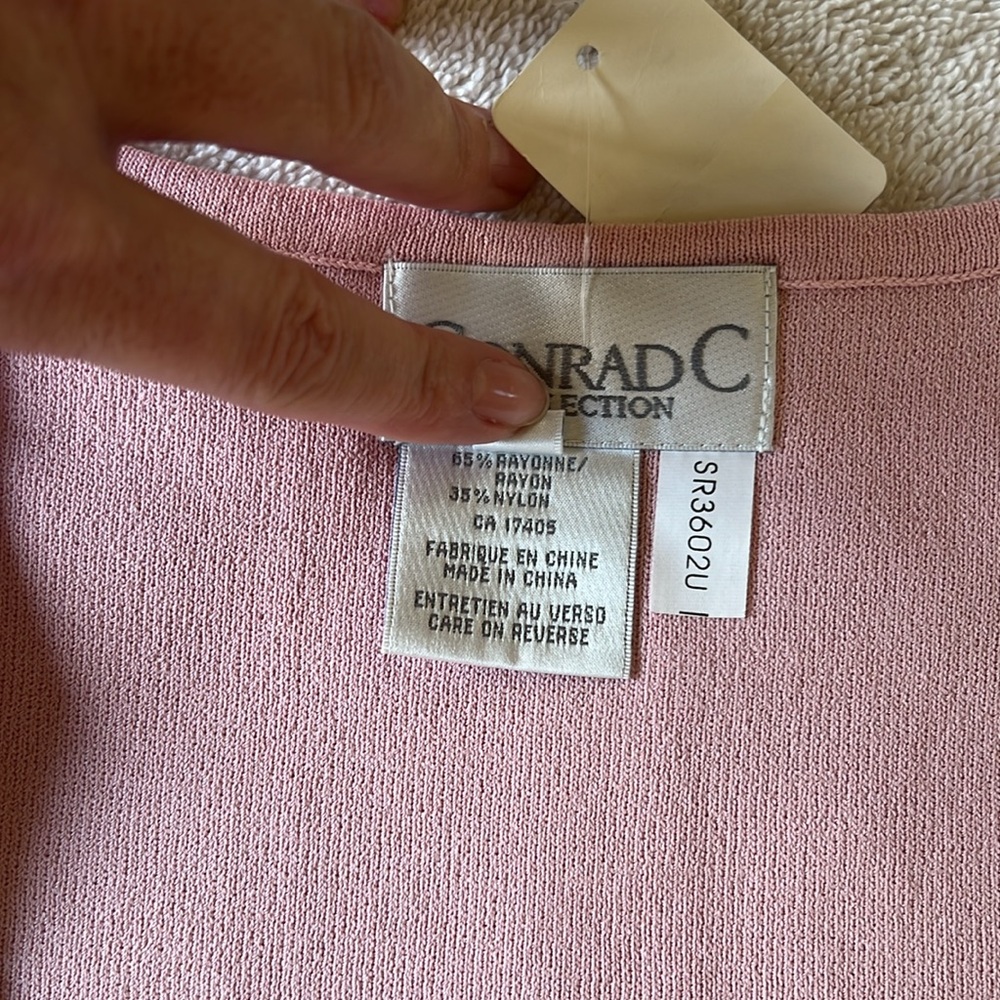 CONRAD C
LECTION
65% RAYONNE/
RAYON
35% NYLON
CA 17405
FABRIQUE EN CHINE
MADE IN CHINA
ENTRETIEN AU VERSO
CARE ON REVERSE
SR3602U